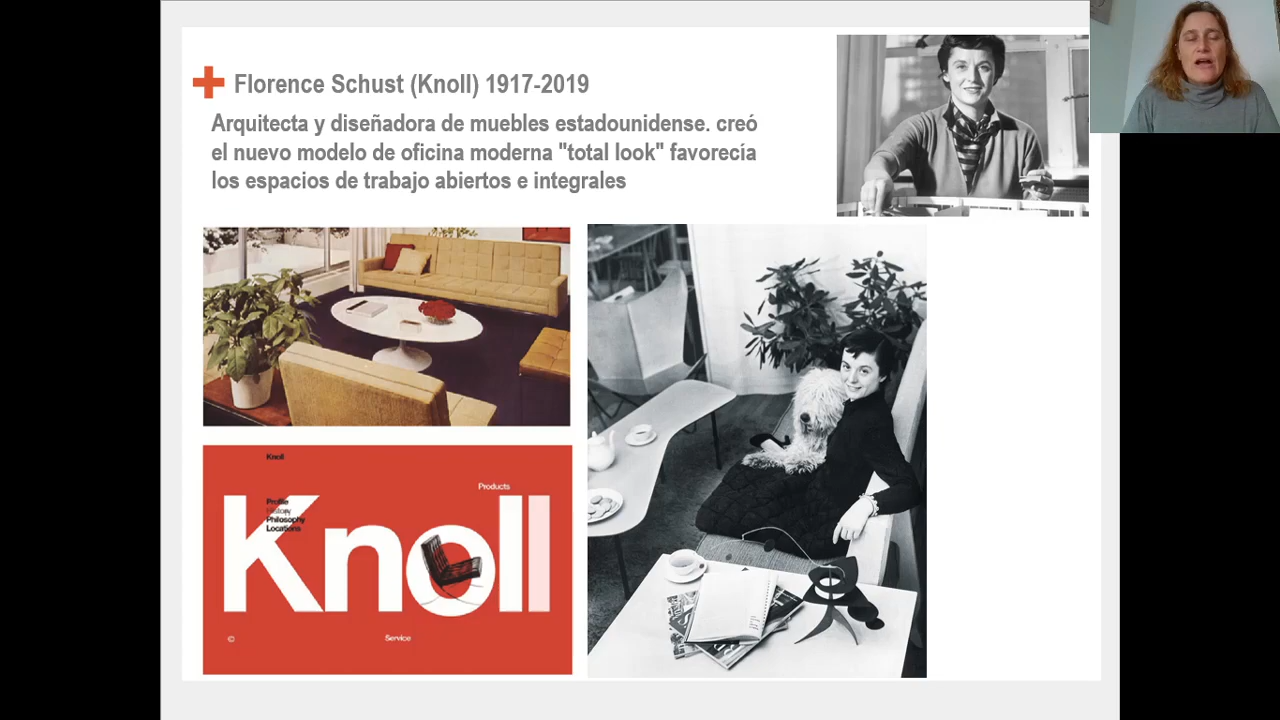 Florence Schust (Knoll) 1917-2019
Arquitecta y diseñadora de muebles estadounidense. creó
el nuevo modelo de oficina moderna "total look" favorecía
los espacios de trabajo abiertos e integrales
Knoll
Products
Profile
History
Philosophy
Locations
Knoll
©
Service